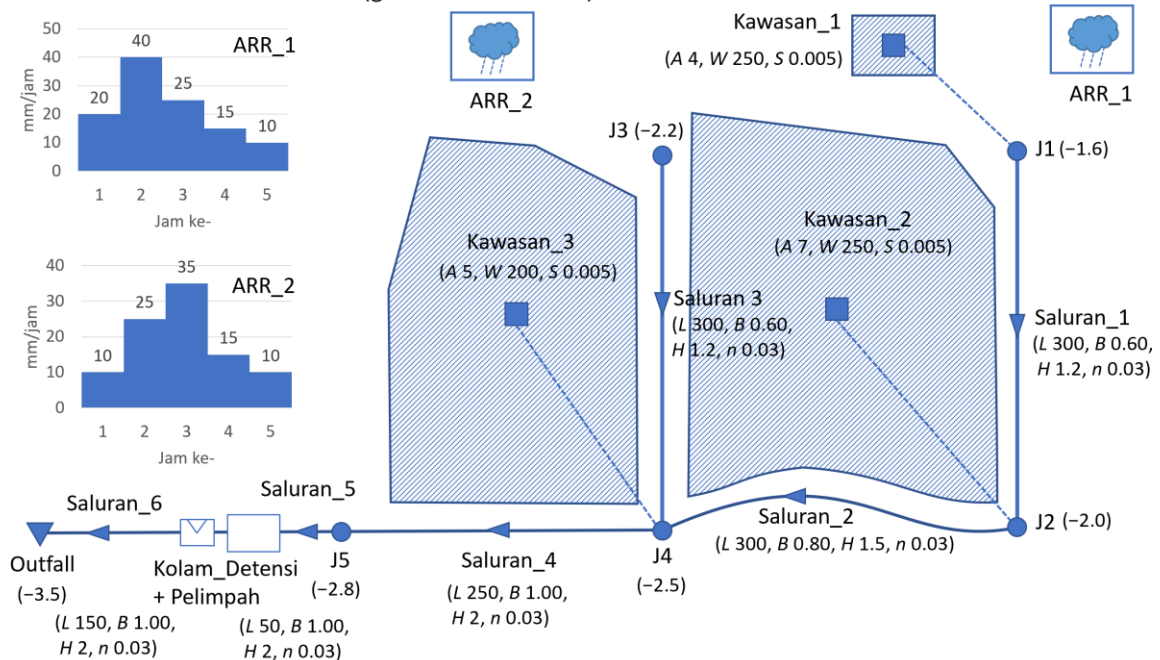 50
40
30
20
10
0
mm/jam
20
40
25
15
10
ARR_1
1 2 3 4 5
Jam ke-
40
30
20
10
0
mm/jam
10
25
35
15
10
ARR_2
1 2 3 4 5
Jam ke-
ARR_2
Kawasan_1
(A 4, W 250, S 0.005)
ARR_1
J3 (−2.2)
J1 (−1.6)
Kawasan_3
(A 5, W 200, S 0.005)
Kawasan_2
(A 7, W 250, S 0.005)
Saluran 3
(L 300, B 0.60,
H 1.2, n 0.03)
Saluran_1
(L 300, B 0.60,
H 1.2, n 0.03)
Saluran_6
Saluran_5
Saluran_2
(L 300, B 0.80, H 1.5, n 0.03)
J2 (−2.0)
Outfall
(−3.5)
Kolam_Detensi
+ Pelimpah
J5
(−2.8)
Saluran_4
(L 250, B 1.00,
H 2, n 0.03)
J4
(−2.5)
(L 150, B 1.00,
H 2, n 0.03)
(L 50, B 1.00,
H 2, n 0.03)